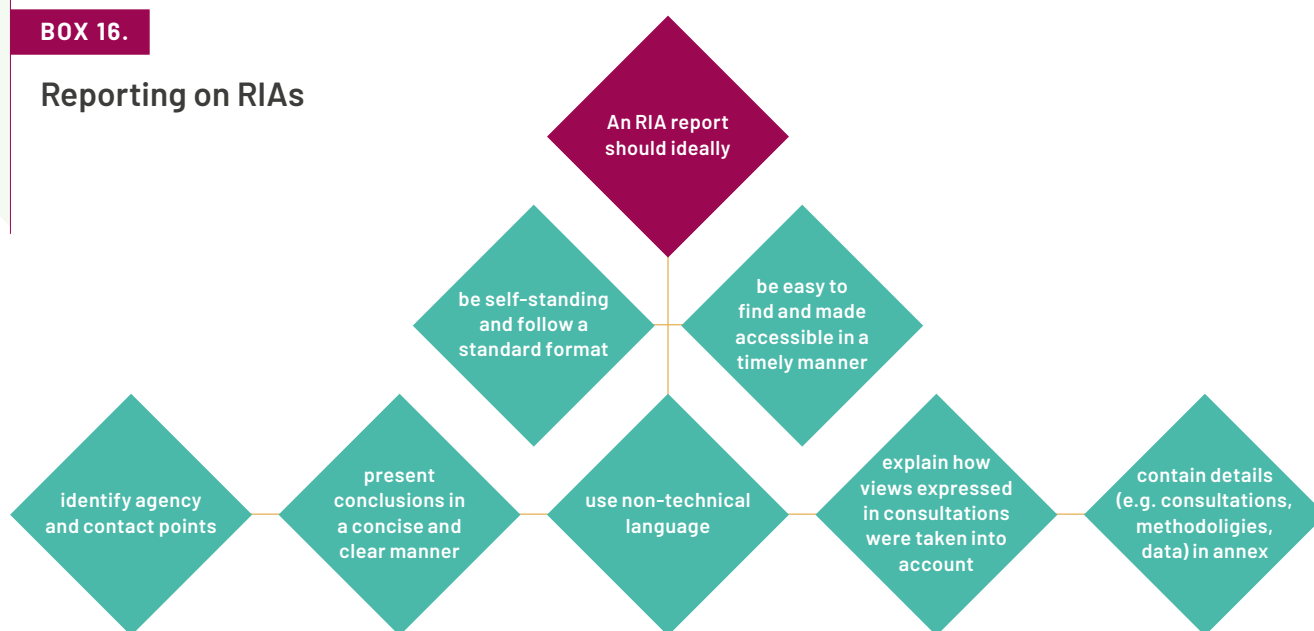 BOX 16.
Reporting on RIAs
An RIA report
should ideally
be self-standing
and follow a
standard format
be easy to
find and made
accessible in a
timely manner
identify agency
and contact points
present
conclusions in
a concise and
clear manner
use non-technical
language
explain how
views expressed
in consultations
were taken into
account
contain details
(e.g. consultations,
methodoligies,
data) in annex